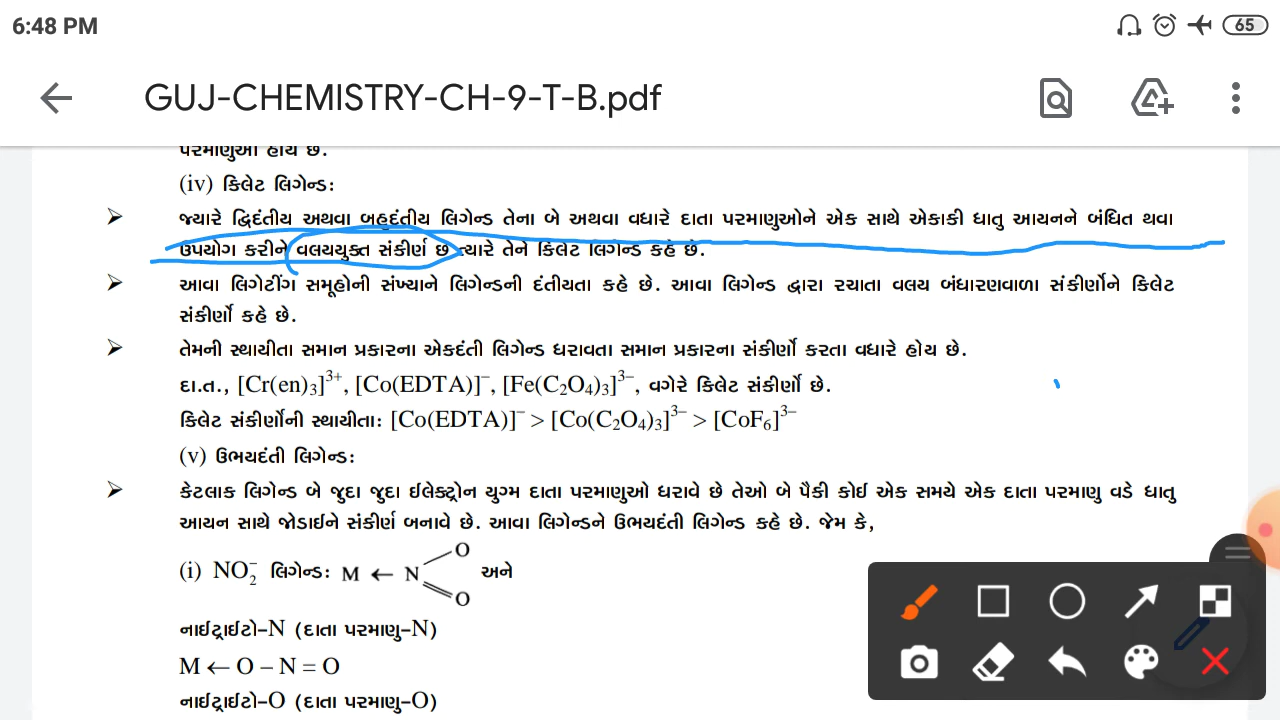 6:48 PM
65
GUJ-CHEMISTRY-CH-9-T-B.pdf
પરમાણુઓ હોય છે.
(iv) કિલેટ લિગેન્ડ:
➢ જ્યારે દ્વિદંતીય અથવા બહુદંતીય લિગેન્ડ તેના બે અથવા વધારે દાતા પરમાણુઓને એક સાથે એકાકી ધાતુ આયનને બંધિત થવા
ઉપયોગ કરીને વલયયુક્ત સંકીર્ણ છે ત્યારે તેને કિલેટ લિગેન્ડ કહે છે.
➢ આવા લિગેટીંગ સમૂહોની સંખ્યાને લિગેન્ડની દંતીયતા કહે છે. આવા લિગેન્ડ દ્વારા રચાતા વલય બંધારણવાળા સંકીર્ણોને કિલેટ
સંકીર્ણો કહે છે.
➢ તેમની સ્થાયીતા સમાન પ્રકારના એકદંતી લિગેન્ડ ધરાવતા સમાન પ્રકારના સંકીર્ણો કરતા વધારે હોય છે.
દા.ત., [Cr(en)₃]³⁺, [Co(EDTA)]⁻, [Fe(C₂O₄)₃]³⁻, વગેરે કિલેટ સંકીર્ણો છે.
કિલેટ સંકીર્ણોની સ્થાયીતા: [Co(EDTA)]⁻ > [Co(C₂O₄)₃]³⁻ > [CoF₆]³⁻
(v) ઉભયદંતી લિગેન્ડ:
➢ કેટલાક લિગેન્ડ બે જુદા જુદા ઈલેક્ટ્રોન યુગ્મ દાતા પરમાણુઓ ધરાવે છે તેઓ બે પૈકી કોઈ એક સમયે એક દાતા પરમાણુ વડે ધાતુ
આયન સાથે જોડાઈને સંકીર્ણ બનાવે છે. આવા લિગેન્ડને ઉભયદંતી લિગેન્ડ કહે છે. જેમ કે,
O
(i) NO₂⁻ લિગેન્ડ: M ← N અને
O
નાઈટ્રાઈટો-N (દાતા પરમાણુ-N)
M ← O – N = O
નાઈટ્રાઈટો-O (દાતા પરમાણુ-O)